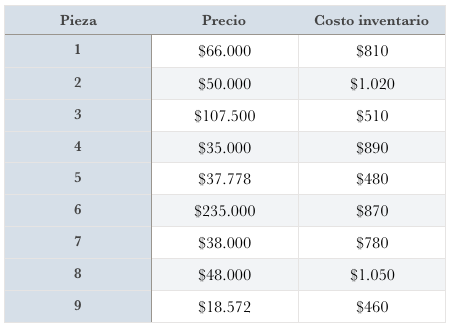 Pieza Precio Costo inventario
1 $66.000 $810
2 $50.000 $1.020
3 $107.500 $510
4 $35.000 $890
5 $37.778 $480
6 $235.000 $870
7 $38.000 $780
8 $48.000 $1.050
9 $18.572 $460